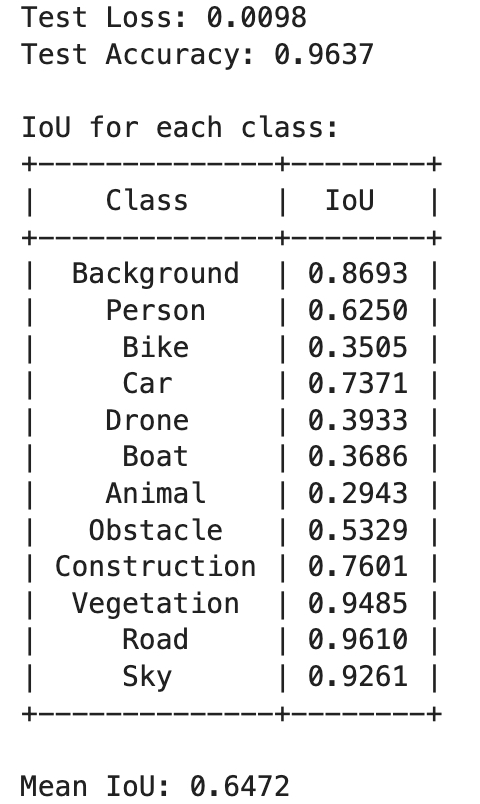 Test Loss: 0.0098
Test Accuracy: 0.9637
IoU for each class:
+---------------+--------+
| Class | IoU |
+---------------+--------+
| Background | 0.8693 |
| Person | 0.6250 |
| Bike | 0.3505 |
| Car | 0.7371 |
| Drone | 0.3933 |
| Boat | 0.3686 |
| Animal | 0.2943 |
| Obstacle | 0.5329 |
| Construction | 0.7601 |
| Vegetation | 0.9485 |
| Road | 0.9610 |
| Sky | 0.9261 |
+---------------+--------+
Mean IoU: 0.6472